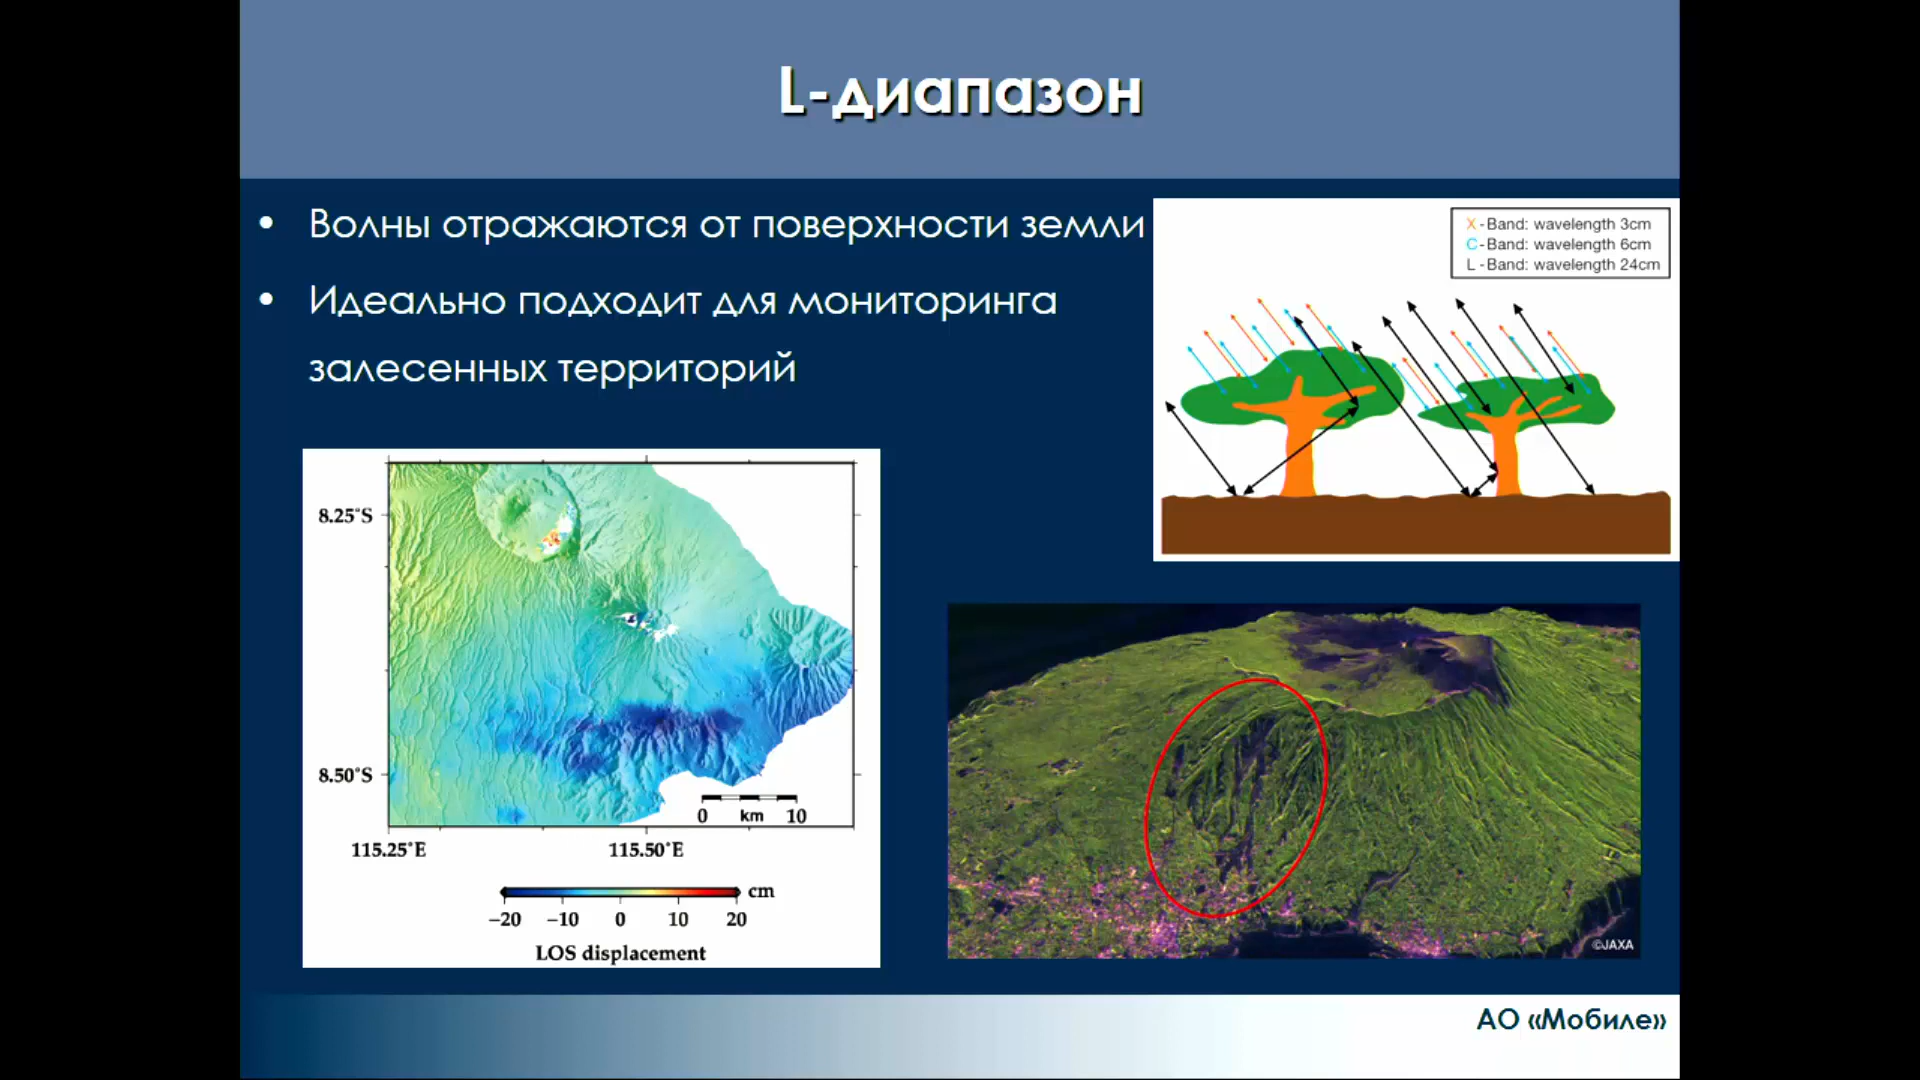 L-диапазон
• Волны отражаются от поверхности земли
• Идеально подходит для мониторинга
залесенных территорий
X-Band: wavelength 3cm
C-Band: wavelength 6cm
L-Band: wavelength 24cm
8.25°S
8.50°S
0 km 10
115.25°E 115.50°E
cm
−20 −10 0 10 20
LOS displacement
©JAXA
АО «Мобиле»